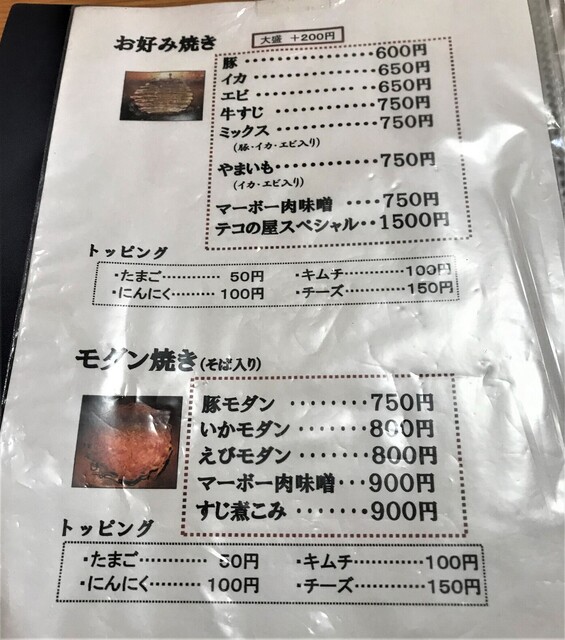 お好み焼き
大盛 +200円
豚・・・・・・・・・・・・・・・・・600円
イカ・・・・・・・・・・・・・・・650円
エビ・・・・・・・・・・・・・・・650円
牛すじ・・・・・・・・・・・・750円
ミックス・・・・・・・・・・・750円
(豚・イカ・エビ入り)
やまいも・・・・・・・・・・・750円
(イカ・エビ入り)
マーボー肉味噌 ・・・・750円
テコの屋スペシャル・・1500円
トッピング
・たまご………… 50円 ・キムチ…………100円
・にんにく………100円 ・チーズ…………150円
モダン焼き(そば入り)
豚モダン ・・・・・・・750円
いかモダン ・・・・・・800円
えびモダン ・・・・・・800円
マーボー肉味噌・・・900円
すじ煮こみ ・・・・・・900円
トッピング
・たまご………… 50円 ・キムチ…………100円
・にんにく………100円 ・チーズ…………150円